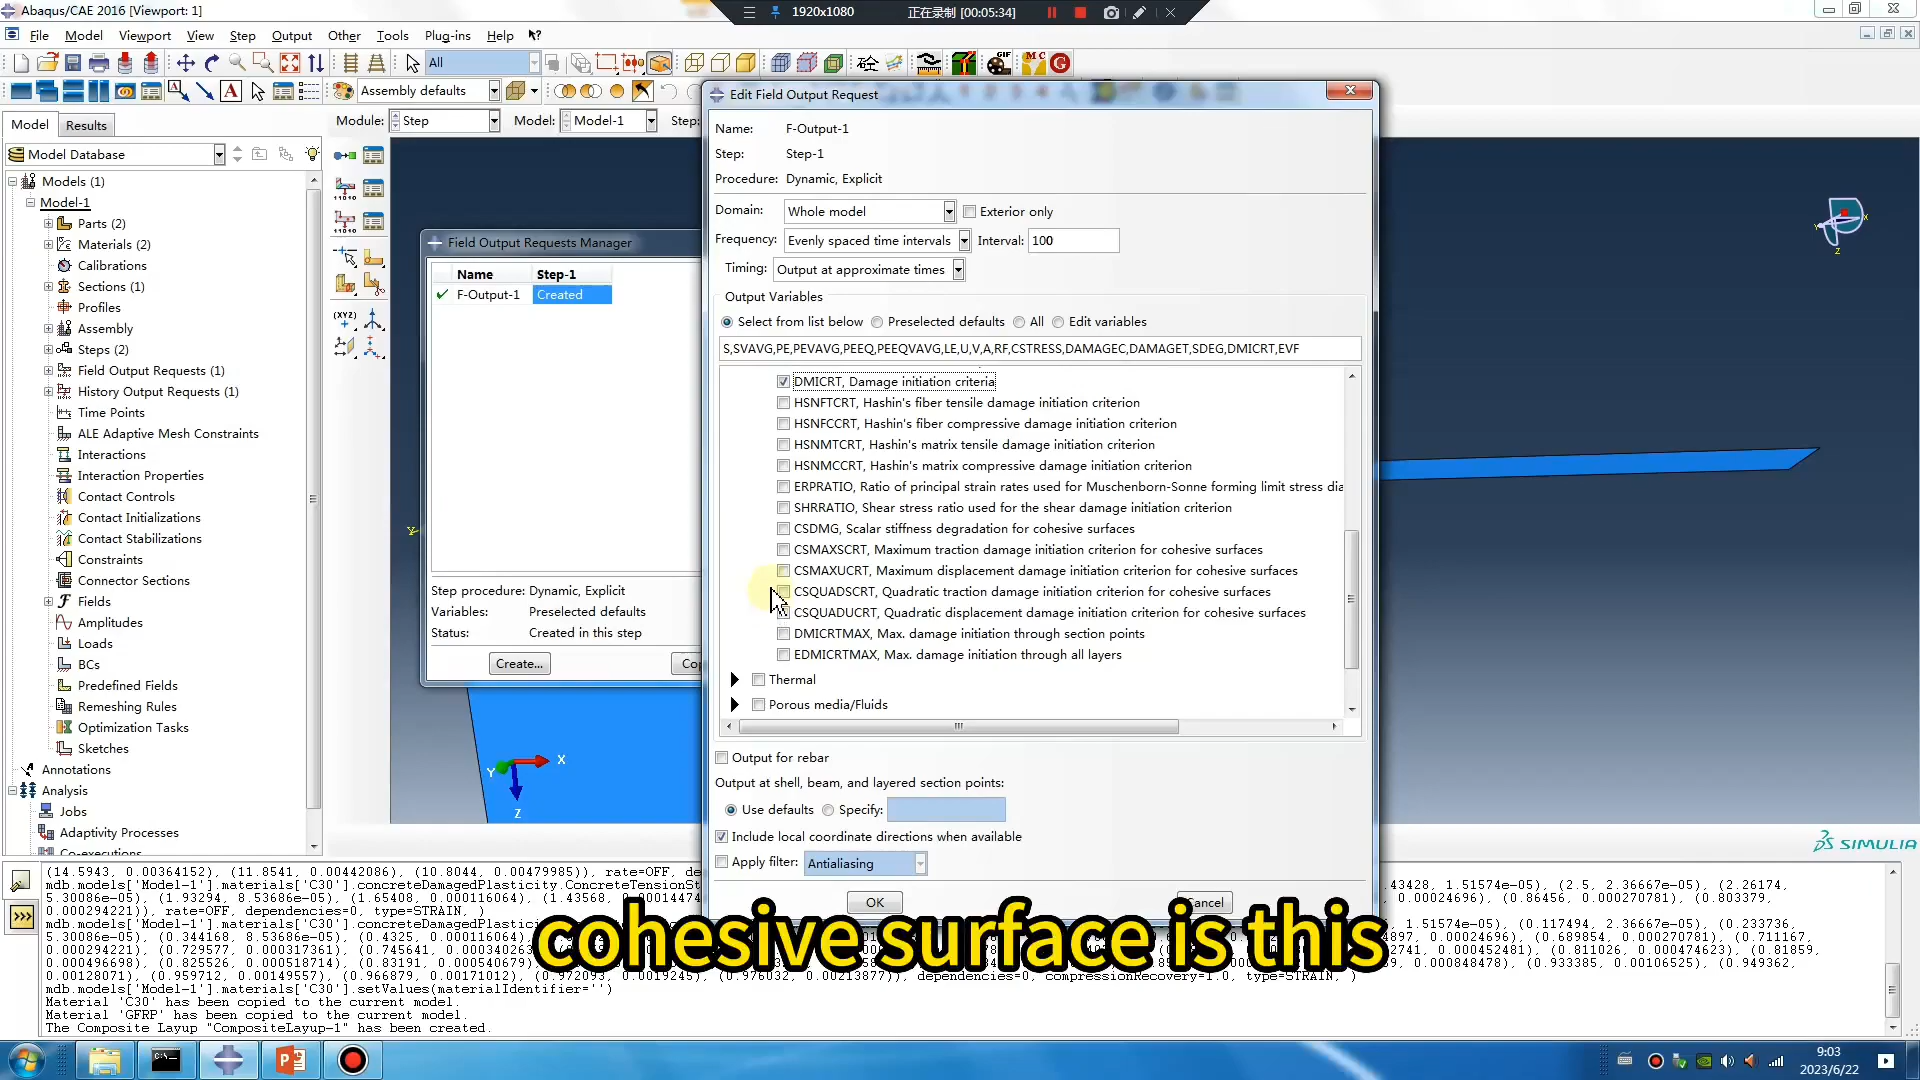 Abaqus/CAE 2016 [Viewport: 1]
1920x1080
正在录制 [00:05:34]
File Model Viewport View Step Output Other Tools Plug-ins Help
All
Assembly defaults
Model Results
Module: Step Model: Model-1 Step:
Model Database
Models (1)
Model-1
Parts (2)
Materials (2)
Calibrations
Sections (1)
Profiles
Assembly
Steps (2)
Field Output Requests (1)
History Output Requests (1)
Time Points
ALE Adaptive Mesh Constraints
Interactions
Interaction Properties
Contact Controls
Contact Initializations
Contact Stabilizations
Constraints
Connector Sections
Fields
Amplitudes
Loads
BCs
Predefined Fields
Remeshing Rules
Optimization Tasks
Sketches
Annotations
Analysis
Jobs
Adaptivity Processes
Co-executions
Field Output Requests Manager
Name Step-1
F-Output-1 Created
Step procedure: Dynamic, Explicit
Variables: Preselected defaults
Status: Created in this step
Create...
Edit Field Output Request
Name: F-Output-1
Step: Step-1
Procedure: Dynamic, Explicit
Domain: Whole model Exterior only
Frequency: Evenly spaced time intervals Interval: 100
Timing: Output at approximate times
Output Variables
Select from list below Preselected defaults All Edit variables
S,SVAVG,PE,PEVAVG,PEEQ,PEEQVAVG,LE,U,V,A,RF,CSTRESS,DAMAGEC,DAMAGET,SDEG,DMICRT,EVF
DMICRT, Damage initiation criteria
HSNFTCRT, Hashin's fiber tensile damage initiation criterion
HSNFCCRT, Hashin's fiber compressive damage initiation criterion
HSNMTCRT, Hashin's matrix tensile damage initiation criterion
HSNMCCRT, Hashin's matrix compressive damage initiation criterion
ERPRATIO, Ratio of principal strain rates used for Muschenborn-Sonne forming limit stress dia
SHRRATIO, Shear stress ratio used for the shear damage initiation criterion
CSDMG, Scalar stiffness degradation for cohesive surfaces
CSMAXSCRT, Maximum traction damage initiation criterion for cohesive surfaces
CSMAXUCRT, Maximum displacement damage initiation criterion for cohesive surfaces
CSQUADSCRT, Quadratic traction damage initiation criterion for cohesive surfaces
CSQUADUCRT, Quadratic displacement damage initiation criterion for cohesive surfaces
DMICRTMAX, Max. damage initiation through section points
EDMICRTMAX, Max. damage initiation through all layers
Thermal
Porous media/Fluids
Output for rebar
Output at shell, beam, and layered section points:
Use defaults Specify:
Include local coordinate directions when available
Apply filter: Antialiasing
OK Cancel
X
Y
Z
SIMULIA
cohesive surface is this
mdb.models['Model-1'].materials['C30'].setValues(materialIdentifier='')
Material 'C30' has been copied to the current model.
Material 'GFRP' has been copied to the current model.
The Composite Layup "CompositeLayup-1" has been created.
9:03
2023/6/22